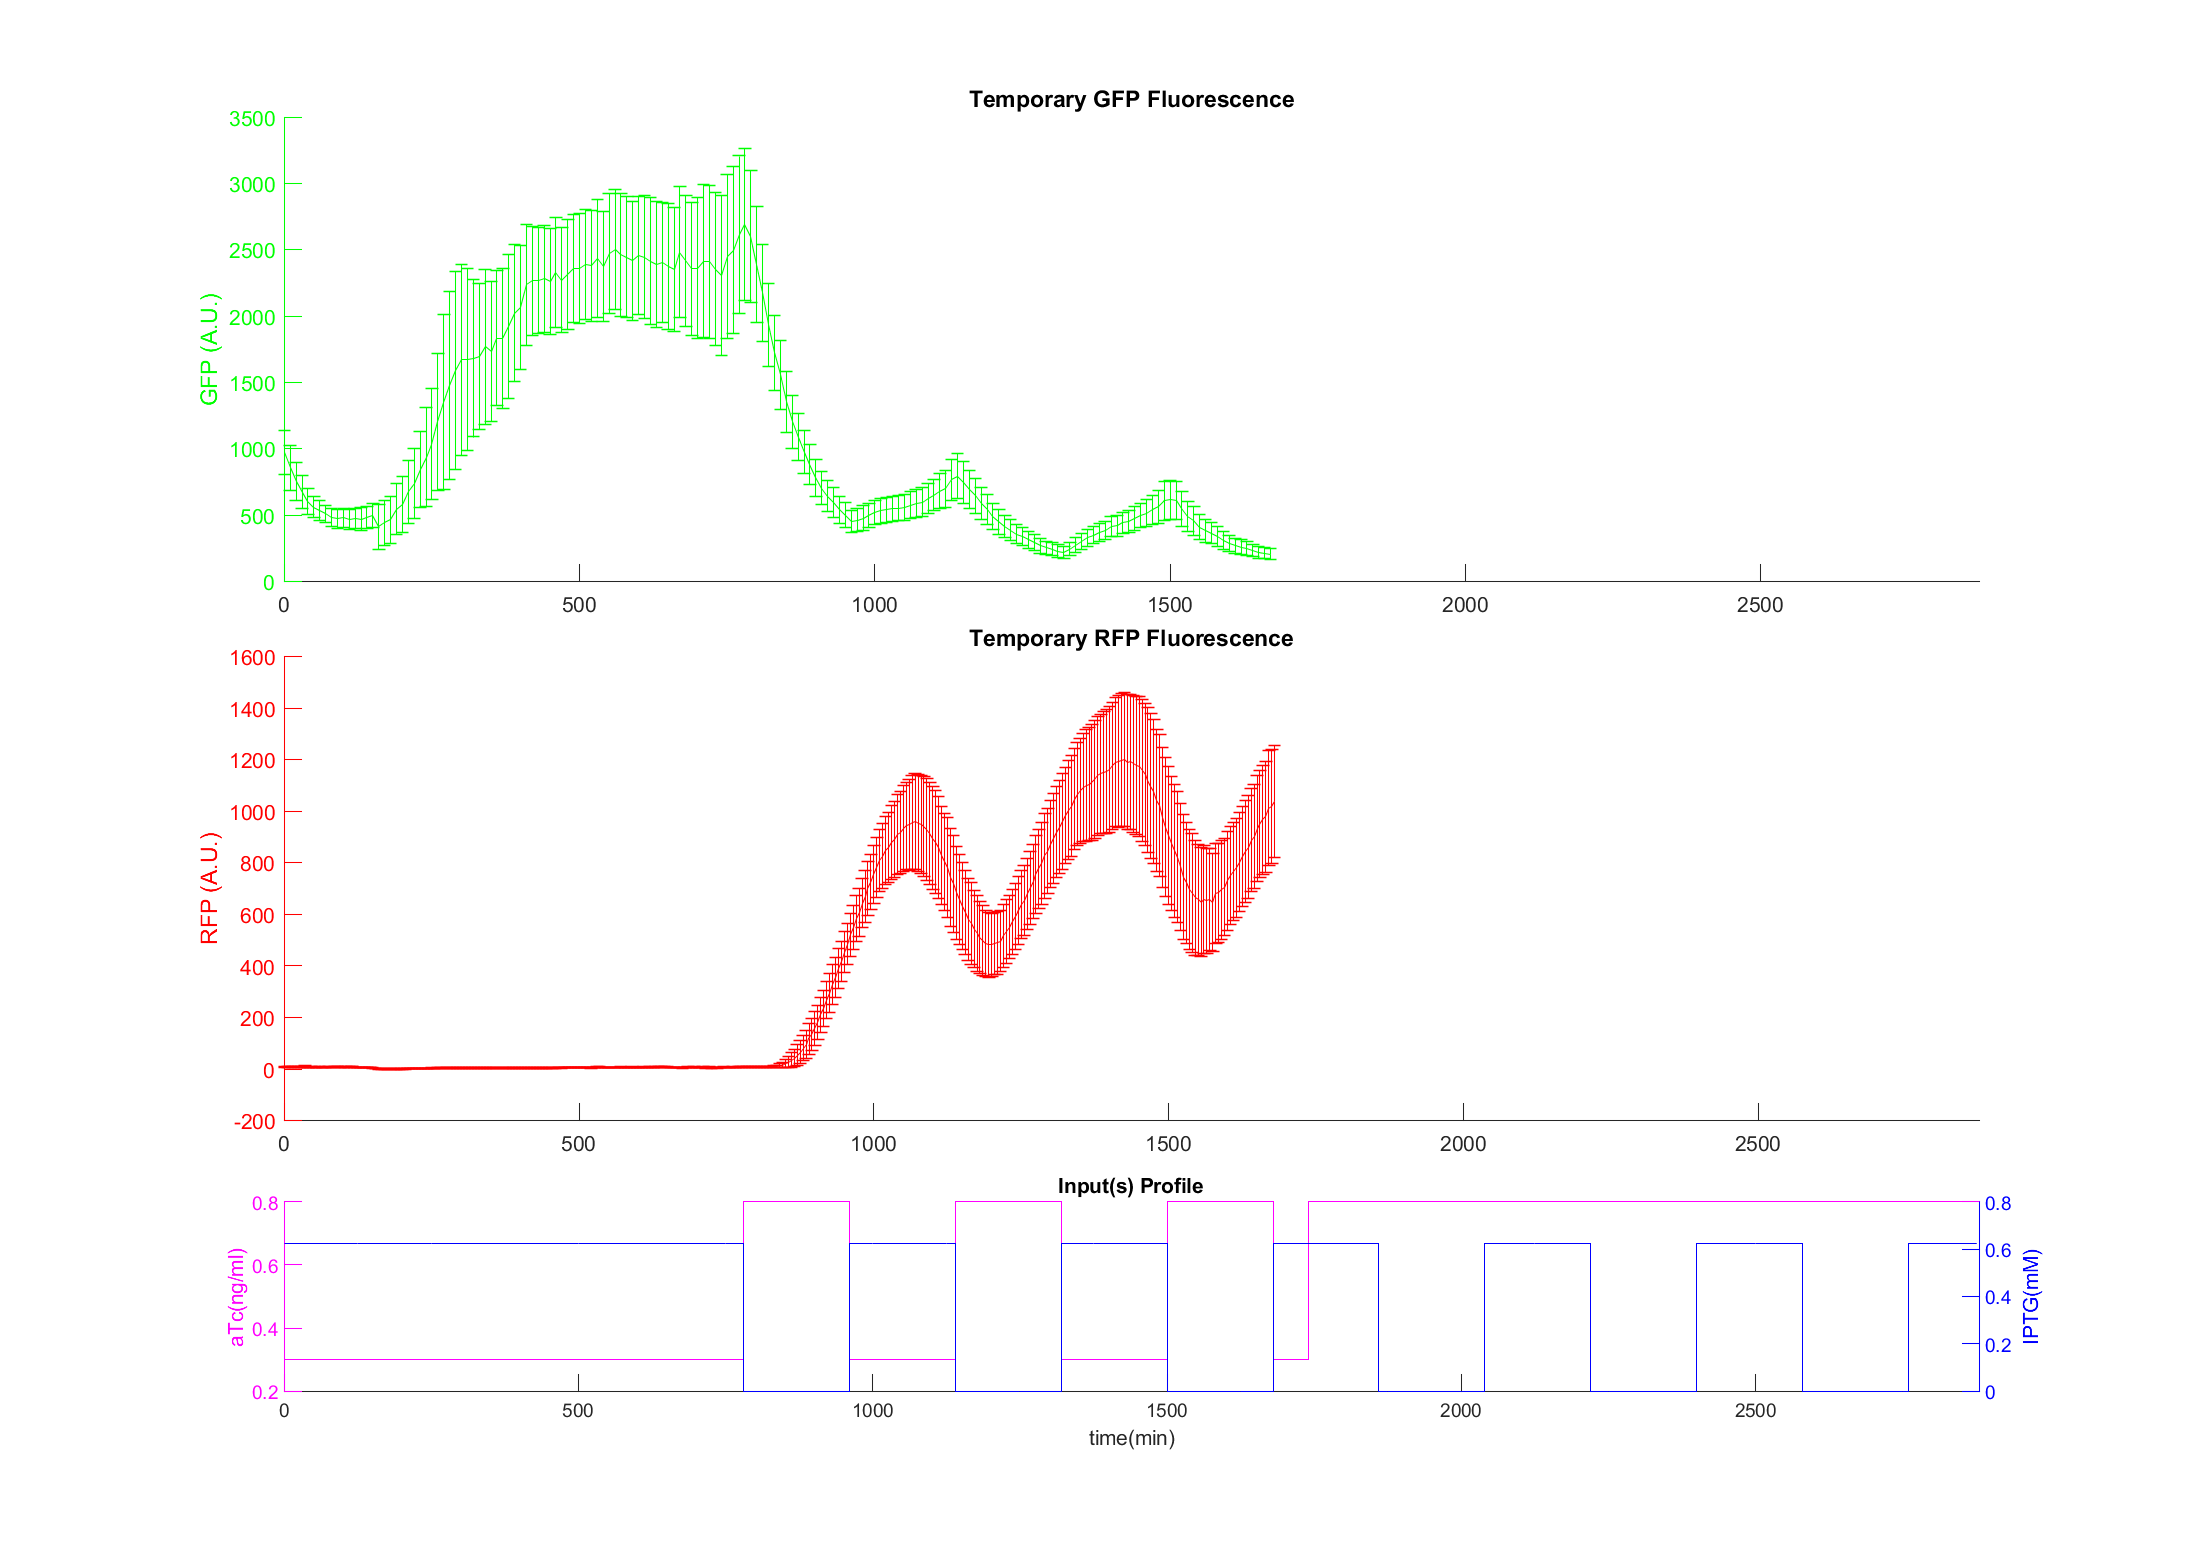 Temporary GFP Fluorescence
3500
3000
2500
2000
1500
1000
500
0
GFP (A.U.)
0 500 1000 1500 2000 2500
Temporary RFP Fluorescence
1600
1400
1200
1000
800
600
400
200
0
-200
RFP (A.U.)
0 500 1000 1500 2000 2500
Input(s) Profile
0.8
0.6
0.4
0.2
aTc(ng/ml)
0.8
0.6
0.4
0.2
0
IPTG(mM)
0 500 1000 1500 2000 2500
time(min)